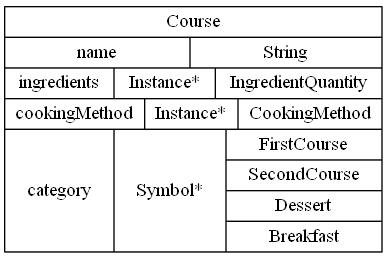 Course
name String
ingredients Instance* IngredientQuantity
cookingMethod Instance* CookingMethod
category Symbol* FirstCourse
SecondCourse
Dessert
Breakfast